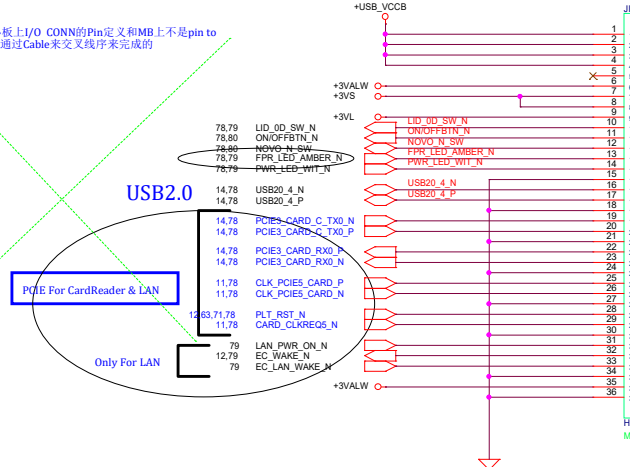 +USB_VCCB
板上I/O CONN的Pin定义和MB上不是pin to
通过Cable来交叉线序来完成的
+3VALW
+3VS
+3VL
78,79 LID_0D_SW_N
78,80 ON/OFFBTN_N
78,80 NOVO_N_SW
78,79 FPR_LED_AMBER_N
78,79 PWR_LED_WIT_N
LID_0D_SW_N
ON/OFFBTN_N
NOVO_N_SW
FPR_LED_AMBER_N
PWR_LED_WIT_N
USB2.0
14,78 USB20_4_N
14,78 USB20_4_P
USB20_4_N
USB20_4_P
14,78 PCIE3_CARD_C_TX0_N
14,78 PCIE3_CARD_C_TX0_P
14,78 PCIE3_CARD_RX0_P
14,78 PCIE3_CARD_RX0_N
PCIE For CardReader & LAN
11,78 CLK_PCIE5_CARD_P
11,78 CLK_PCIE5_CARD_N
12,63,71,78 PLT_RST_N
11,78 CARD_CLKREQ5_N
Only For LAN
79 LAN_PWR_ON_N
12,79 EC_WAKE_N
79 EC_LAN_WAKE_N
+3VALW
1
2
3
4
5
6
7
8
9
10
11
12
13
14
15
16
17
18
19
20
21
22
23
24
25
26
27
28
29
30
31
32
33
34
35
36